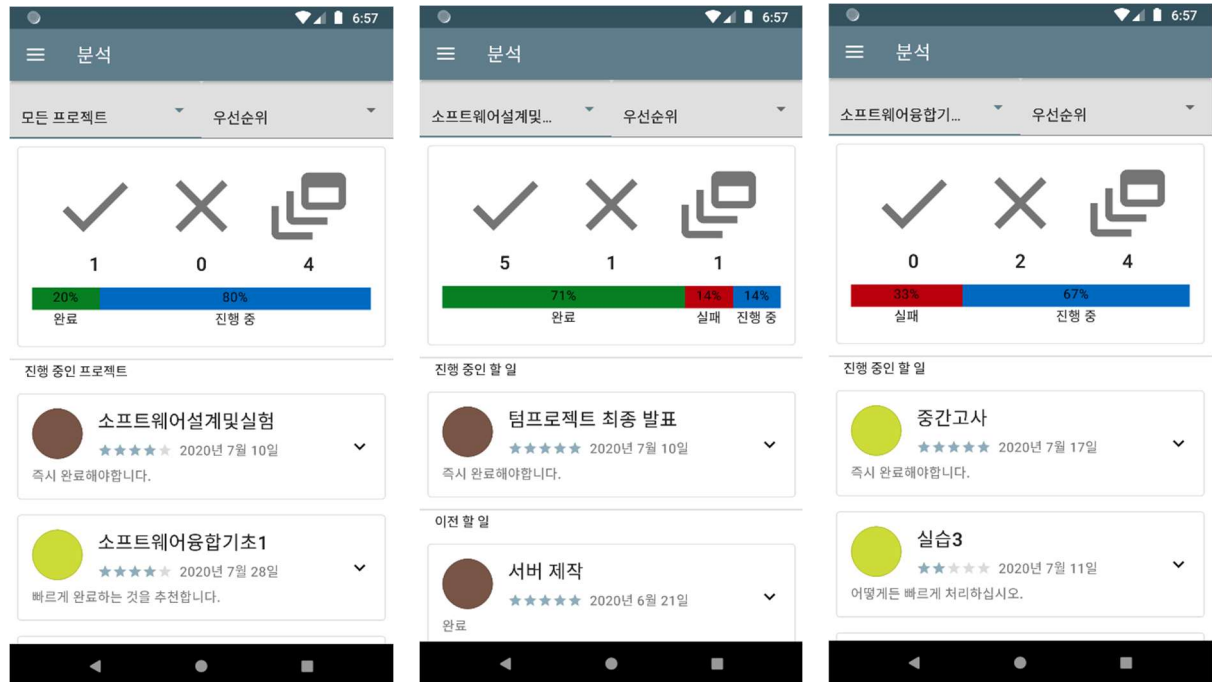 6:57
분석
모든 프로젝트
우선순위
1
0
4
20%
80%
완료
진행 중
진행 중인 프로젝트
소프트웨어설계및실험
2020년 7월 10일
즉시 완료해야합니다.
소프트웨어융합기초1
2020년 7월 28일
빠르게 완료하는 것을 추천합니다.
6:57
분석
소프트웨어설계및...
우선순위
5
1
1
71%
14%
14%
완료
실패
진행 중
진행 중인 할 일
텀프로젝트 최종 발표
2020년 7월 10일
즉시 완료해야합니다.
이전 할 일
서버 제작
2020년 6월 21일
완료
6:57
분석
소프트웨어융합기...
우선순위
0
2
4
33%
67%
실패
진행 중
진행 중인 할 일
중간고사
2020년 7월 17일
즉시 완료해야합니다.
실습3
2020년 7월 11일
어떻게든 빠르게 처리하십시오.